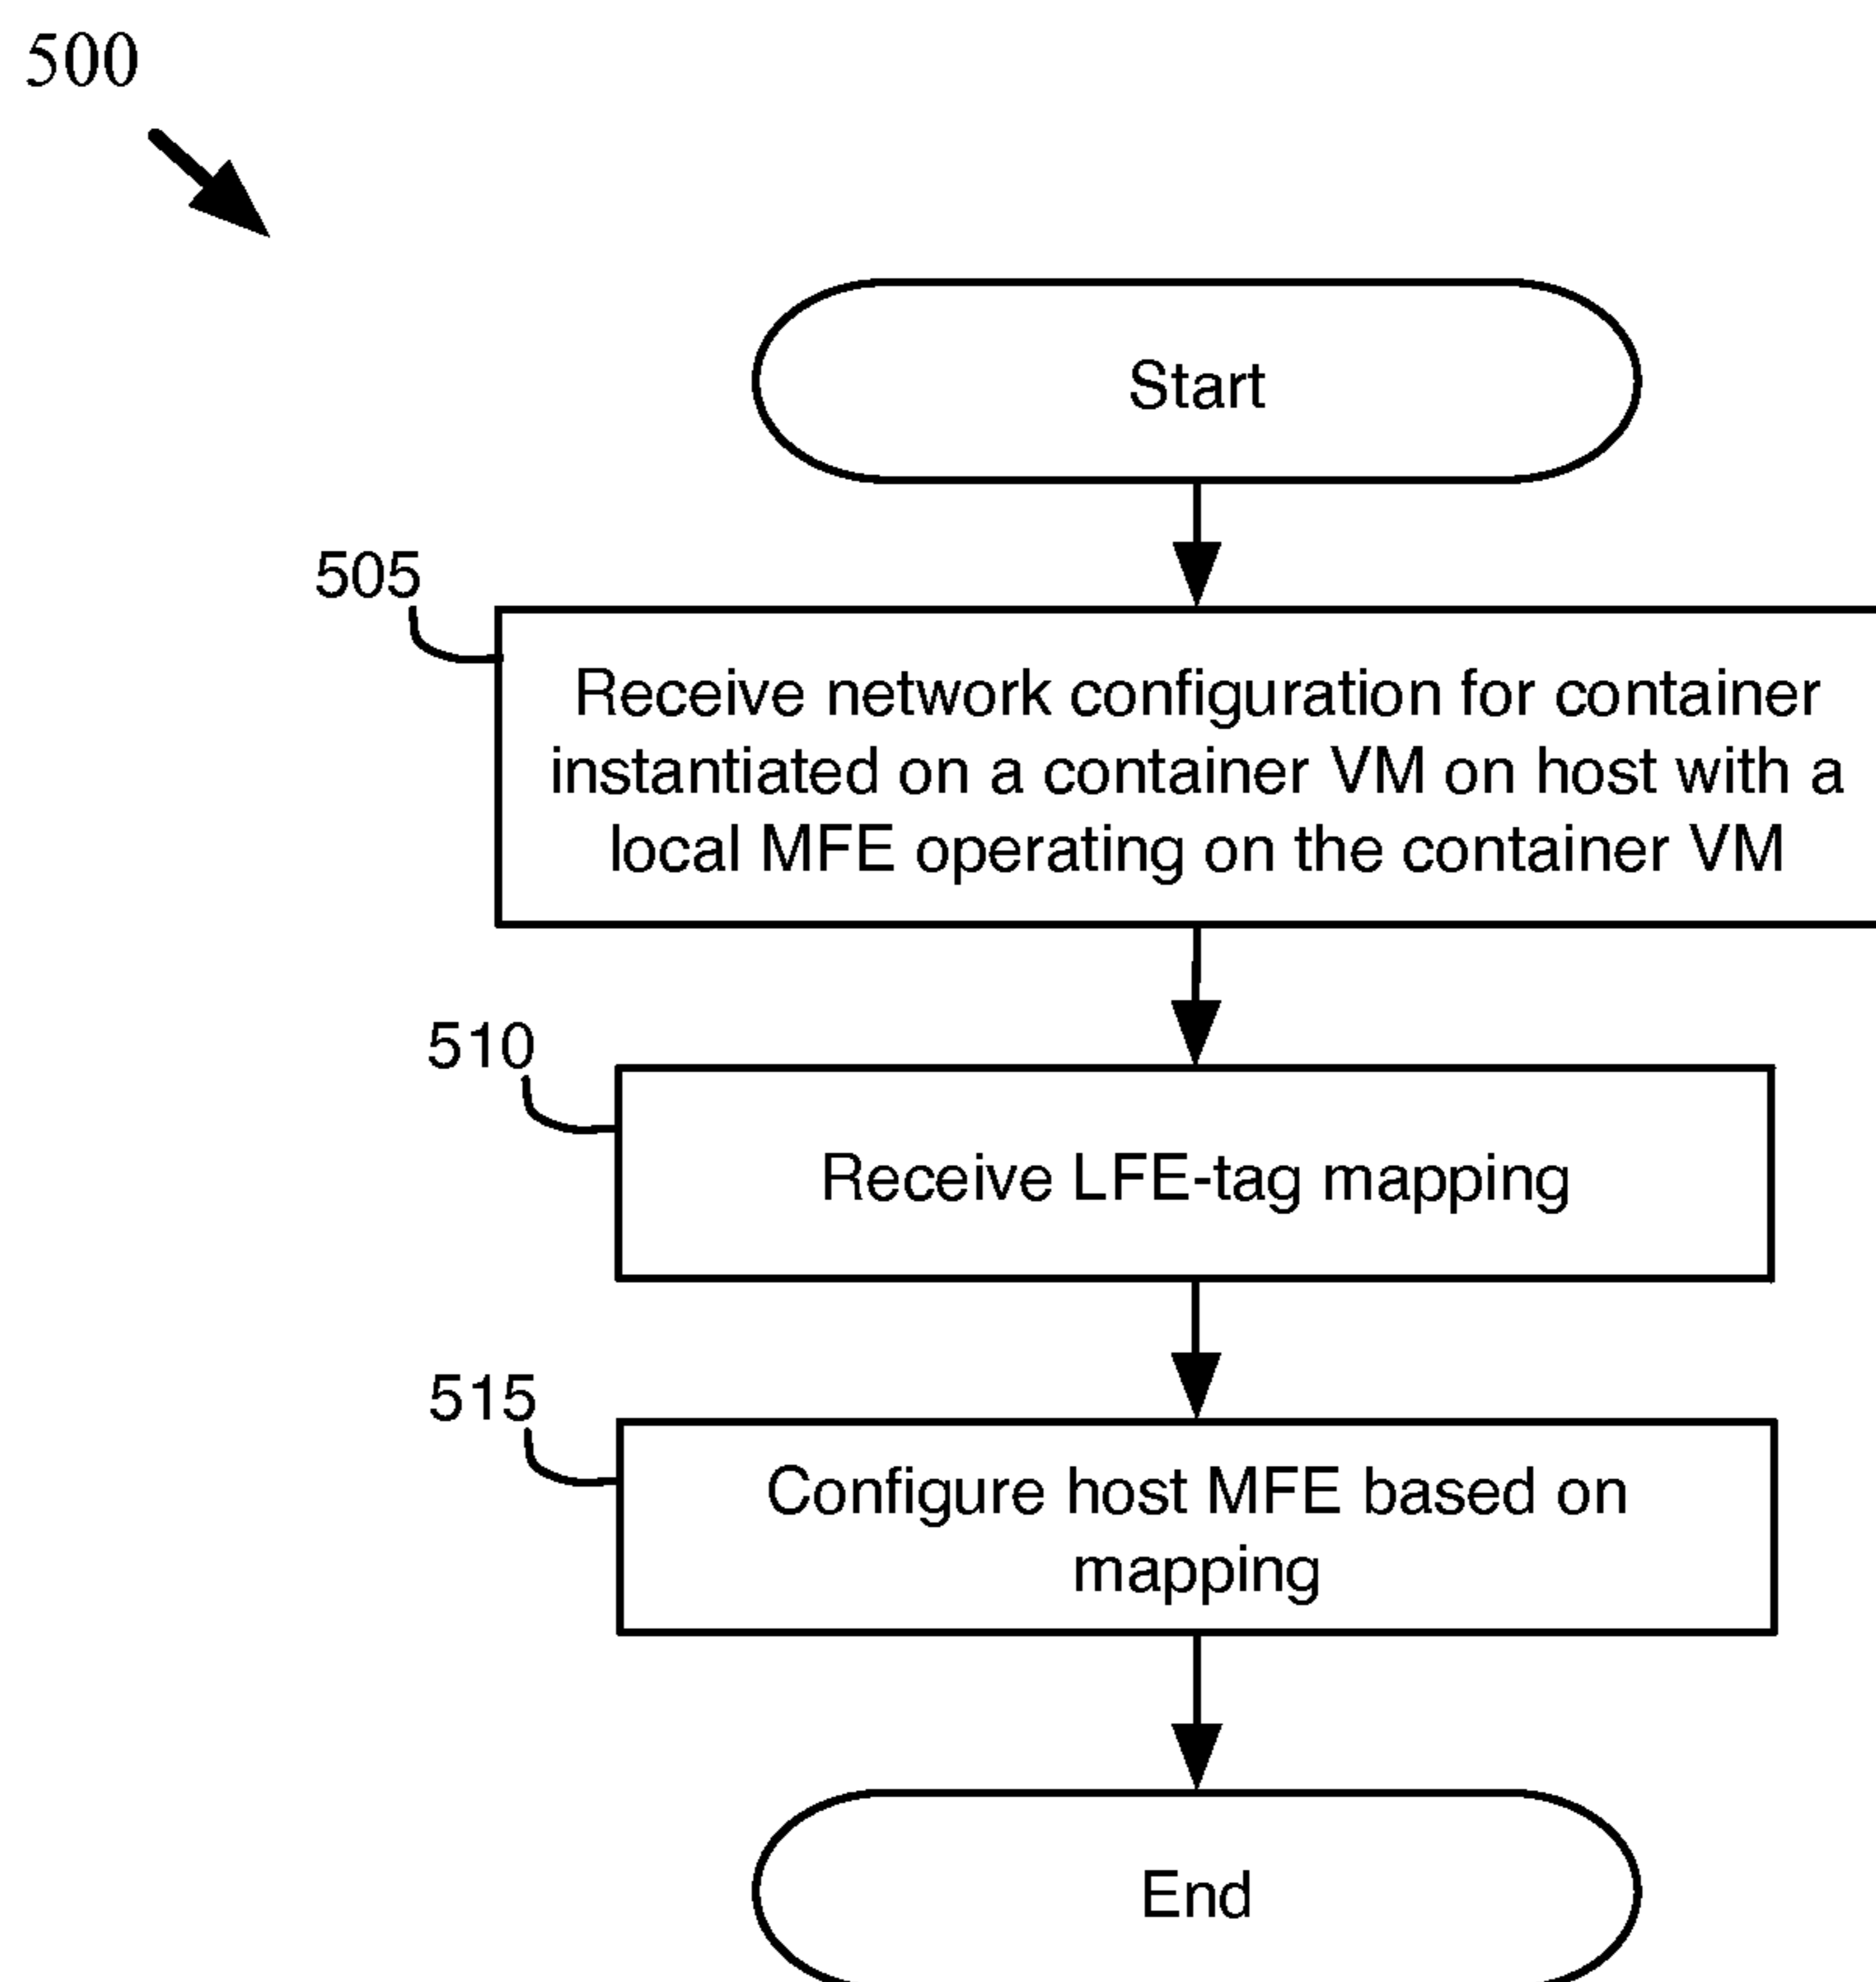 500
Start
505
Receive network configuration for container
instantiated on a container VM on host with a
local MFE operating on the container VM
510
Receive LFE-tag mapping
515
Configure host MFE based on
mapping
End